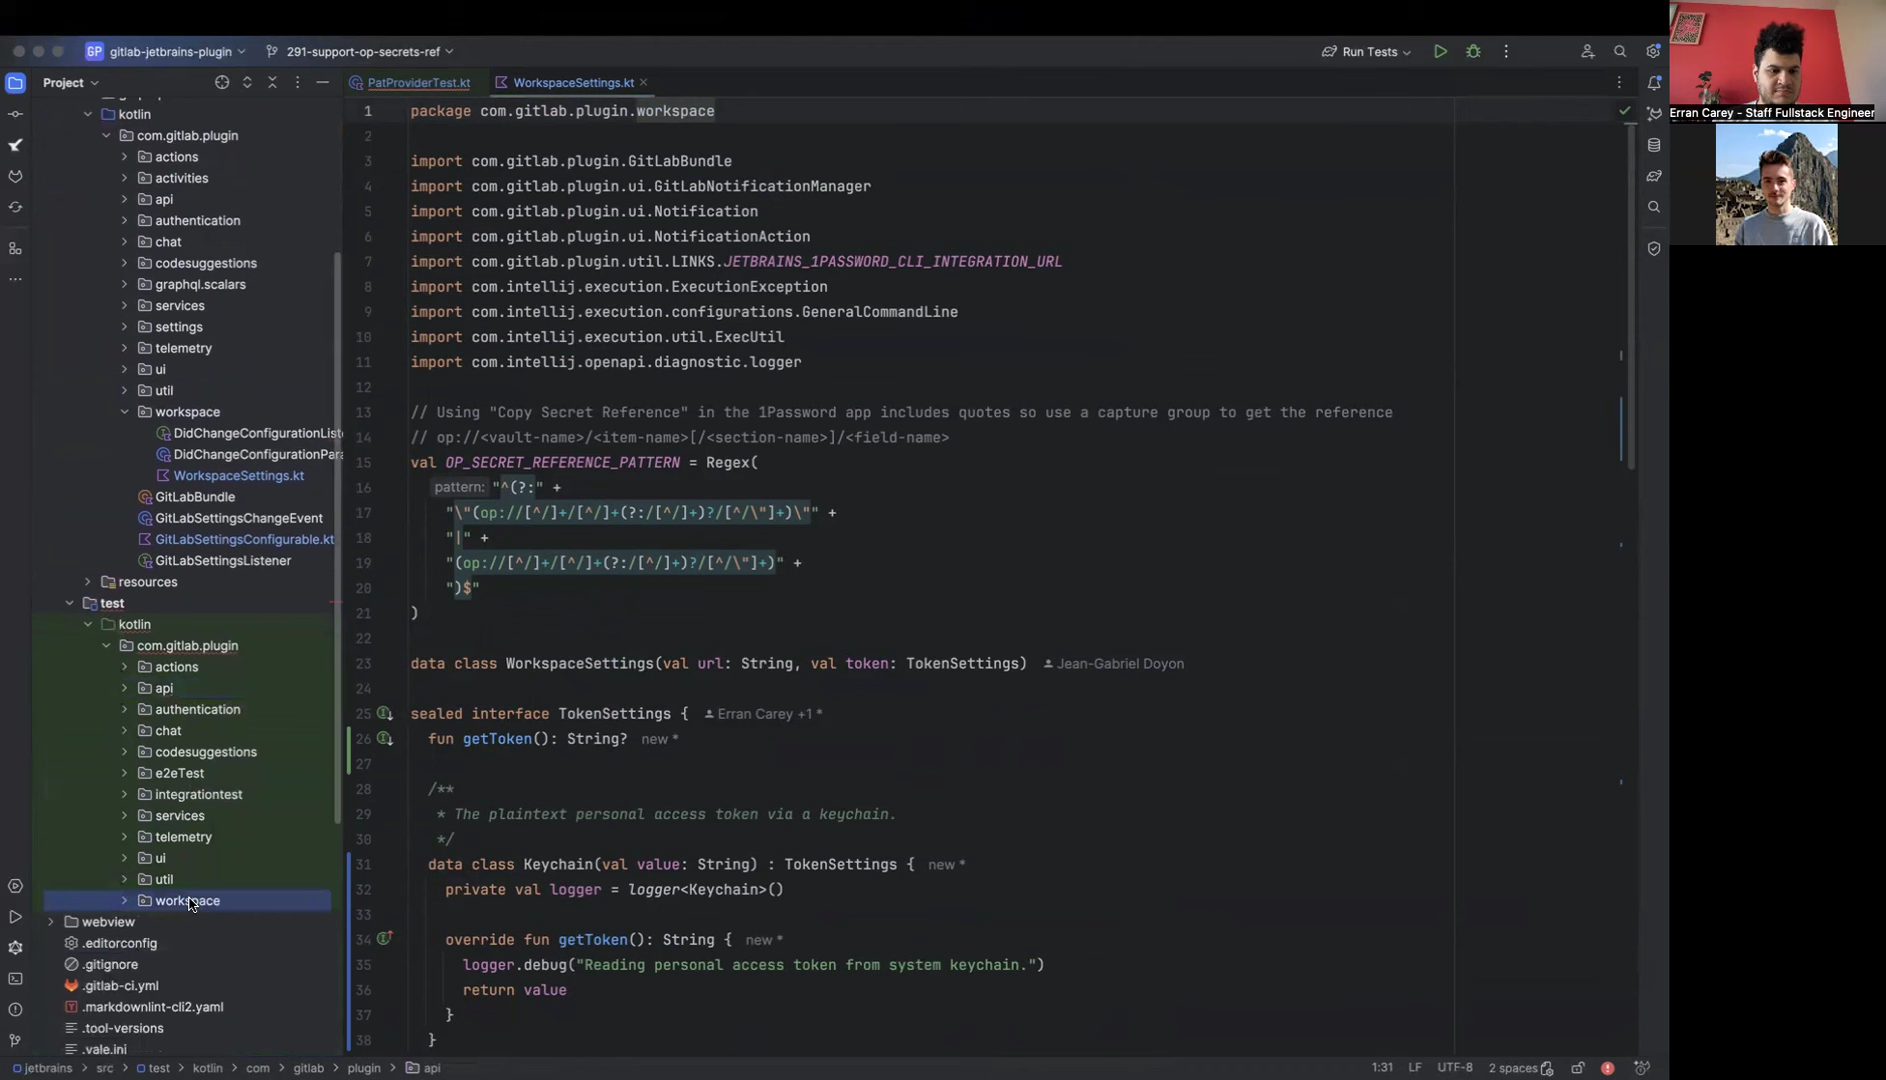 GP gitlab-jetbrains-plugin 291-support-op-secrets-ref Run Tests
Project
kotlin
com.gitlab.plugin
actions
activities
api
authentication
chat
codesuggestions
graphql.scalars
services
settings
telemetry
ui
util
workspace
DidChangeConfigurationListe
DidChangeConfigurationPara
WorkspaceSettings.kt
GitLabBundle
GitLabSettingsChangeEvent
GitLabSettingsConfigurable.kt
GitLabSettingsListener
resources
test
kotlin
com.gitlab.plugin
actions
api
authentication
chat
codesuggestions
e2eTest
integrationtest
services
telemetry
ui
util
workspace
webview
.editorconfig
.gitignore
.gitlab-ci.yml
.markdownlint-cli2.yaml
.tool-versions
.vale.ini
PatProviderTest.kt WorkspaceSettings.kt
1 package com.gitlab.plugin.workspace
2
3 import com.gitlab.plugin.GitLabBundle
4 import com.gitlab.plugin.ui.GitLabNotificationManager
5 import com.gitlab.plugin.ui.Notification
6 import com.gitlab.plugin.ui.NotificationAction
7 import com.gitlab.plugin.util.LINKS.JETBRAINS_1PASSWORD_CLI_INTEGRATION_URL
8 import com.intellij.execution.ExecutionException
9 import com.intellij.execution.configurations.GeneralCommandLine
10 import com.intellij.execution.util.ExecUtil
11 import com.intellij.openapi.diagnostic.logger
12
13 // Using "Copy Secret Reference" in the 1Password app includes quotes so use a capture group to get the reference
14 // op://<vault-name>/<item-name>[/<section-name>]/<field-name>
15 val OP_SECRET_REFERENCE_PATTERN = Regex(
16 pattern: "^(?:" +
17 "\"(op://[^/]+/[^/]+(?:/[^/]+)?/[^/\"]+)\"" +
18 "|" +
19 "(op://[^/]+/[^/]+(?:/[^/]+)?/[^/\"]+)" +
20 ")$"
21 )
22
23 data class WorkspaceSettings(val url: String, val token: TokenSettings) Jean-Gabriel Doyon
24
25 sealed interface TokenSettings { Erran Carey +1 *
26 fun getToken(): String? new *
27
28 /**
29 * The plaintext personal access token via a keychain.
30 */
31 data class Keychain(val value: String) : TokenSettings { new *
32 private val logger = logger<Keychain>()
33
34 override fun getToken(): String { new *
35 logger.debug("Reading personal access token from system keychain.")
36 return value
37 }
38 }
Erran Carey - Staff Fullstack Engineer
jetbrains src test kotlin com gitlab plugin api 1:31 LF UTF-8 2 spaces